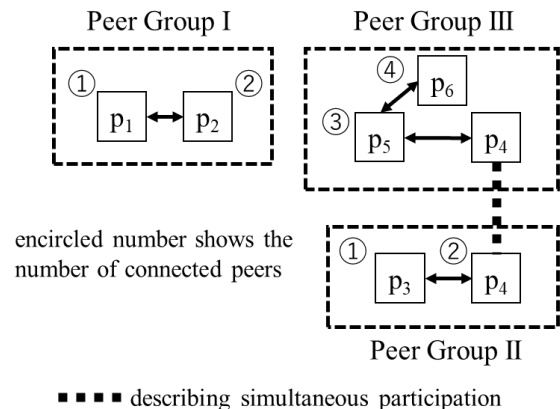 Peer Group I
① ②
p1 p2
Peer Group III
④
p6
③
p5 p4
encircled number shows the
number of connected peers
① ②
p3 p4
Peer Group II
describing simultaneous participation